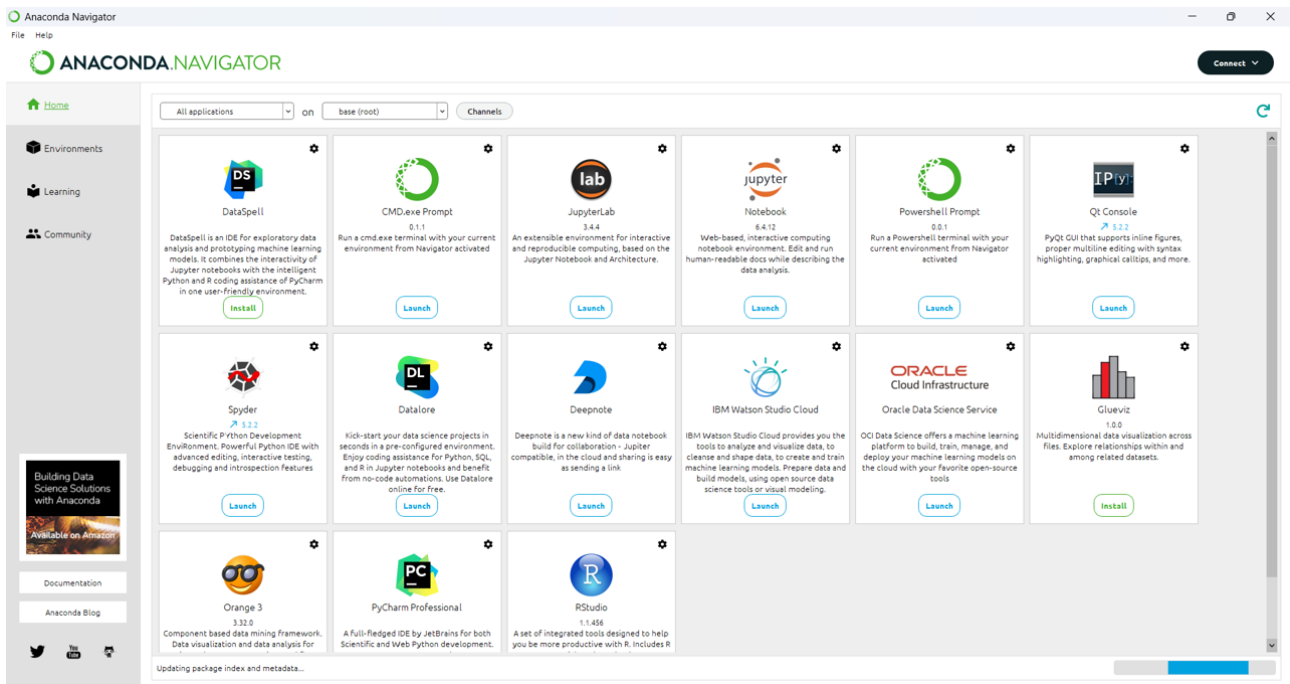 Anaconda Navigator
File Help
ANACONDA.NAVIGATOR
Connect
Home
Environments
Learning
Community
All applications on base (root) Channels
DS
DataSpell
DataSpell is an IDE for exploratory data
analysis and prototyping machine learning
models. It combines the interactivity of
Jupyter notebooks with the intelligent
Python and R coding assistance of PyCharm
in one user-friendly environment.
Install
CMD.exe Prompt
0.1.1
Run a cmd.exe terminal with your current
environment from Navigator activated
Launch
lab
JupyterLab
3.4.4
An extensible environment for interactive
and reproducible computing, based on the
Jupyter Notebook and Architecture.
Launch
jupyter
Notebook
6.4.12
Web-based, interactive computing
notebook environment. Edit and run
human-readable docs while describing the
data analysis.
Launch
Powershell Prompt
0.0.1
Run a Powershell terminal with your
current environment from Navigator
activated
Launch
IP[y]:
Qt Console
5.2.2
PyQt GUI that supports inline figures,
proper multiline editing with syntax
highlighting, graphical calltips, and more.
Launch
Spyder
5.2.2
Scientific PYthon Development
EnviRonment. Powerful Python IDE with
advanced editing, interactive testing,
debugging and introspection features
Launch
DL
Datalore
Kick-start your data science projects in
seconds in a pre-configured environment.
Enjoy coding assistance for Python, SQL,
and R in Jupyter notebooks and benefit
from no-code automations. Use Datalore
online for free.
Launch
Deepnote
Deepnote is a new kind of data notebook
build for collaboration - Jupiter
compatible, in the cloud and sharing is easy
as sending a link
Launch
IBM Watson Studio Cloud
IBM Watson Studio Cloud provides you the
tools to analyze and visualize data, to
cleanse and shape data, to create and train
machine learning models. Prepare data and
build models, using open source data
science tools or visual modeling.
Launch
ORACLE
Cloud Infrastructure
Oracle Data Science Service
OCI Data Science offers a machine learning
platform to build, train, manage, and
deploy your machine learning models on
the cloud with your favorite open-source
tools
Launch
Glueviz
1.0.0
Multidimensional data visualization across
files. Explore relationships within and
among related datasets.
Install
Orange 3
3.32.0
Component based data mining framework.
Data visualization and data analysis for
PC
PyCharm Professional
A full-fledged IDE by JetBrains for both
Scientific and Web Python development.
R
RStudio
1.1.456
A set of integrated tools designed to help
you be more productive with R. Includes R
Building Data
Science Solutions
with Anaconda
Available on Amazon
Documentation
Anaconda Blog
You
Tube
Updating package index and metadata...